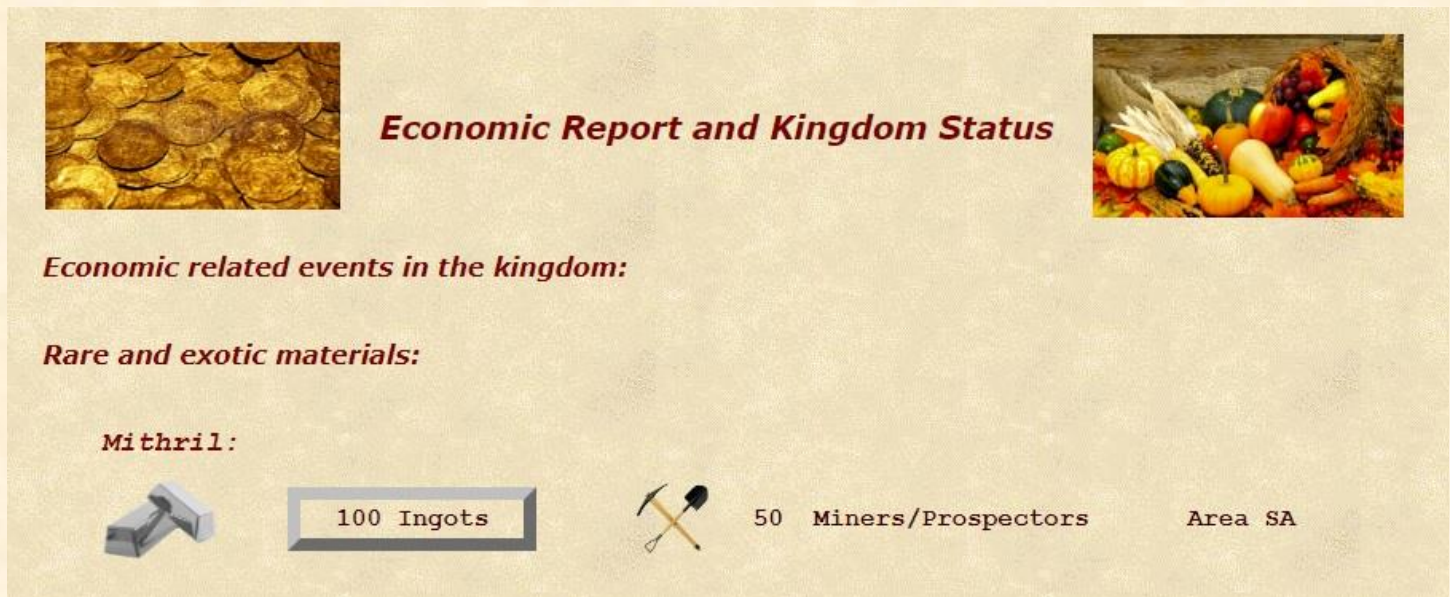 Economic Report and Kingdom Status
Economic related events in the kingdom:
Rare and exotic materials:
Mithril:
100 Ingots 50 Miners/Prospectors Area SA